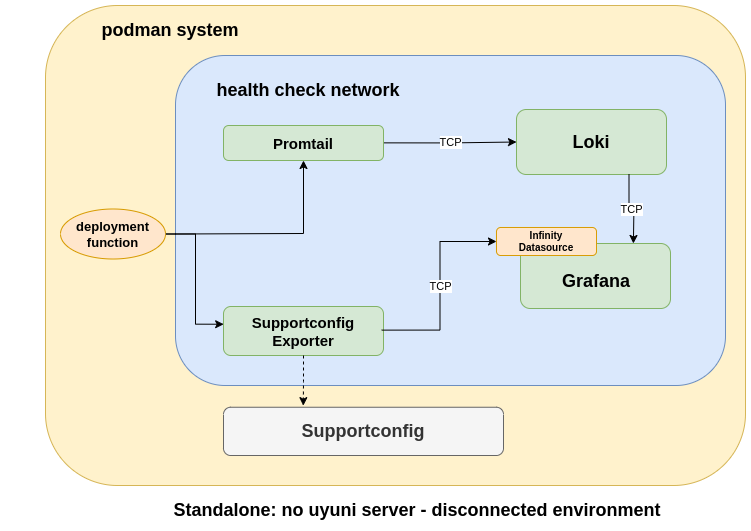 podman system
health check network
Promtail
TCP
Loki
TCP
deployment
function
Infinity
Datasource
Grafana
TCP
Supportconfig
Exporter
Supportconfig
Standalone: no uyuni server - disconnected environment